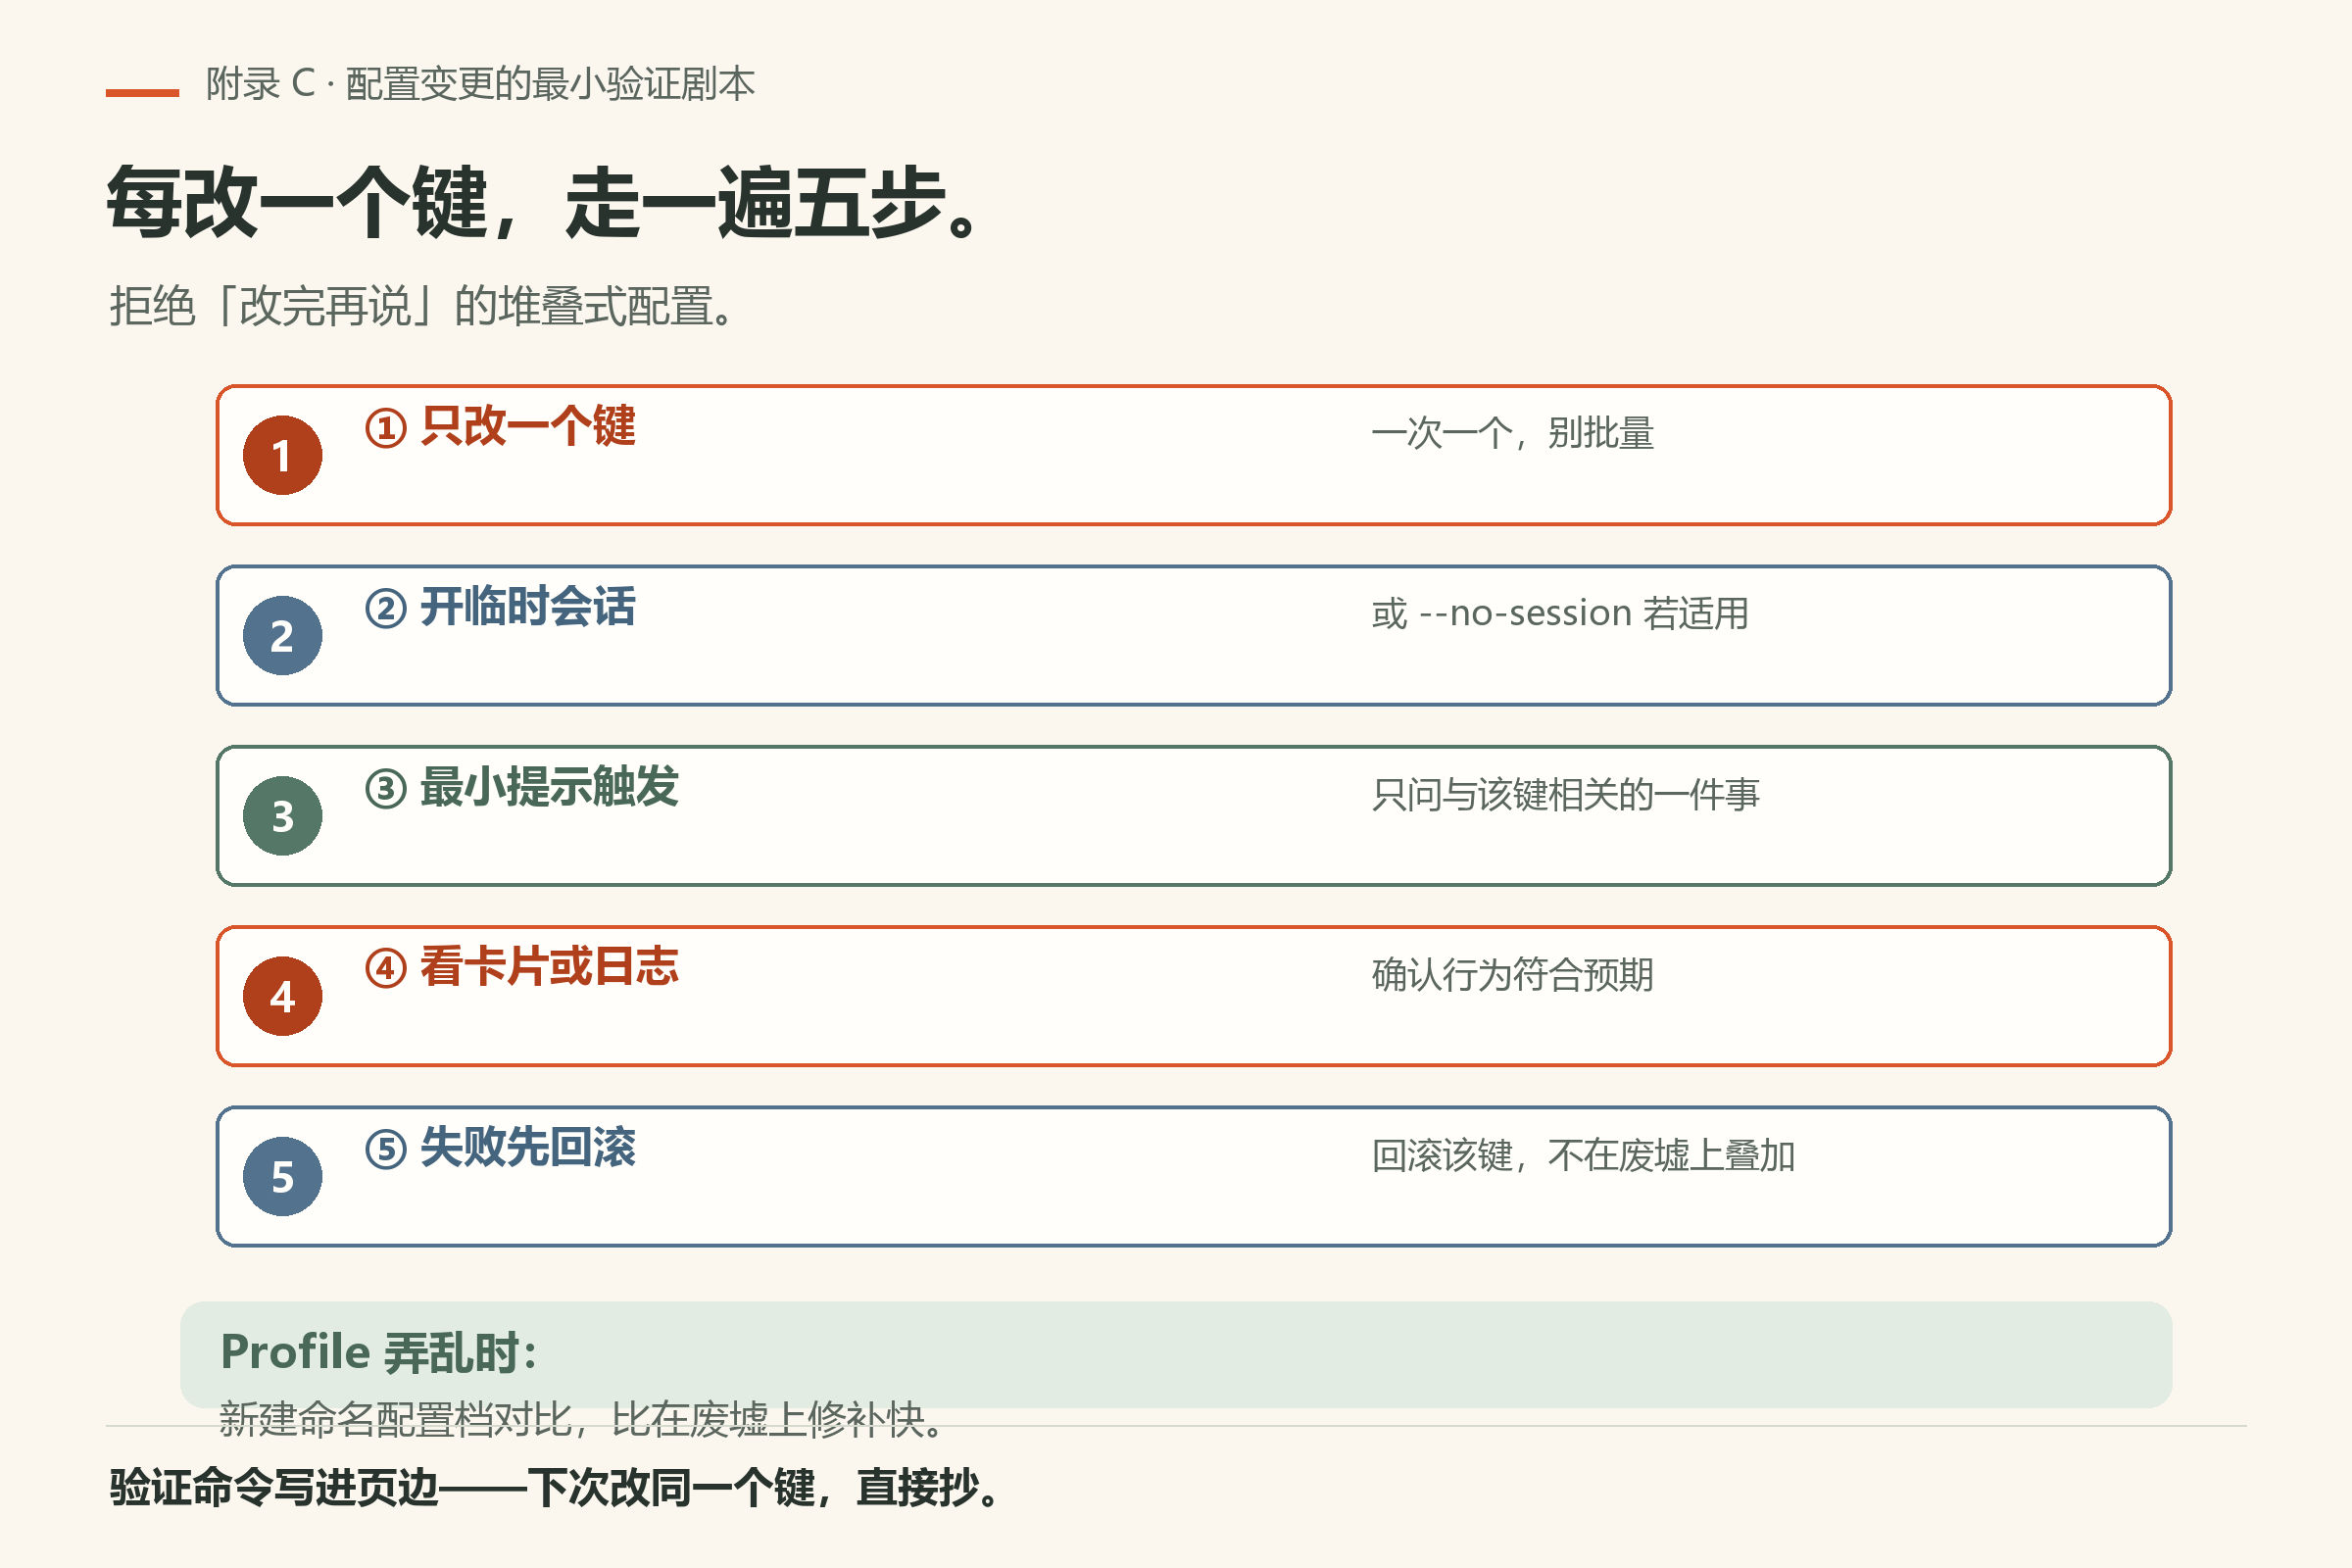 附录 C · 配置变更的最小验证剧本
每改一个键，走一遍五步。
拒绝「改完再说」的堆叠式配置。
1 ① 只改一个键 一次一个，别批量
2 ② 开临时会话 或 --no-session 若适用
3 ③ 最小提示触发 只问与该键相关的一件事
4 ④ 看卡片或日志 确认行为符合预期
5 ⑤ 失败先回滚 回滚该键，不在废墟上叠加
Profile 弄乱时：
新建命名配置档对比，比在废墟上修补快。
验证命令写进页边——下次改同一个键，直接抄。